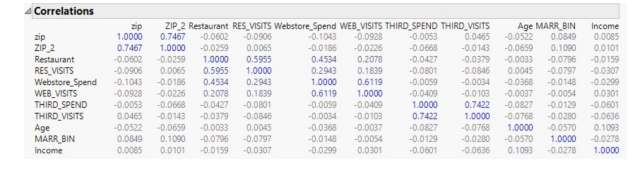 Correlations
zip ZIP_2 Restaurant RES_VISITS Webstore_Spend WEB_VISITS THIRD_SPEND THIRD_VISITS Age MARR_BIN Income
zip 1.0000 0.7467 -0.0602 -0.0906 -0.1043 -0.0928 -0.0053 0.0465 -0.0522 0.0849 0.0085
ZIP_2 0.7467 1.0000 -0.0259 0.0065 -0.0186 -0.0226 -0.0668 -0.0143 -0.0659 0.1090 0.0101
Restaurant -0.0602 -0.0259 1.0000 0.5955 0.4534 0.2078 -0.0427 -0.0379 -0.0033 -0.0796 -0.0159
RES_VISITS -0.0906 0.0065 0.5955 1.0000 0.2943 0.1839 -0.0801 -0.0846 0.0045 -0.0797 -0.0307
Webstore_Spend -0.1043 -0.0186 0.4534 0.2943 1.0000 0.6119 -0.0059 -0.0034 -0.0368 -0.0148 -0.0299
WEB_VISITS -0.0928 -0.0226 0.2078 0.1839 0.6119 1.0000 -0.0409 -0.0103 -0.0037 -0.0054 0.0301
THIRD_SPEND -0.0053 -0.0668 -0.0427 -0.0801 -0.0059 -0.0409 1.0000 0.7422 -0.0827 -0.0129 -0.0601
THIRD_VISITS 0.0465 -0.0143 -0.0379 -0.0846 -0.0034 -0.0103 0.7422 1.0000 -0.0768 -0.0280 -0.0636
Age -0.0522 -0.0659 -0.0033 0.0045 -0.0368 -0.0037 -0.0827 -0.0768 1.0000 -0.0570 0.1093
MARR_BIN 0.0849 0.1090 -0.0796 -0.0797 -0.0148 -0.0054 -0.0129 -0.0280 -0.0570 1.0000 -0.0278
Income 0.0085 0.0101 -0.0159 -0.0307 -0.0299 0.0301 -0.0601 -0.0636 0.1093 -0.0278 1.0000